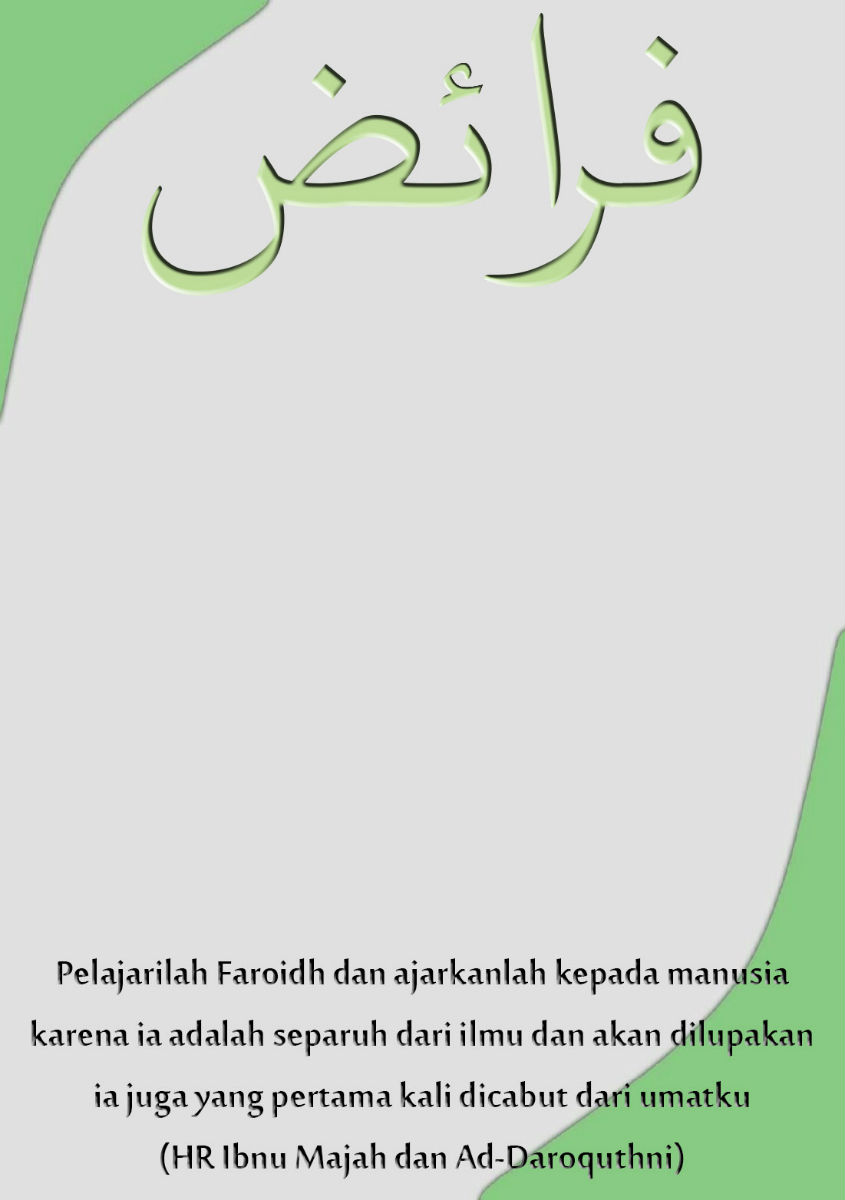 فرائض
Pelajarilah Faroidh dan ajarkanlah kepada manusia
karena ia adalah separuh dari ilmu dan akan dilupakan
ia juga yang pertama kali dicabut dari umatku
(HR Ibnu Majah dan Ad-Daroquthni)